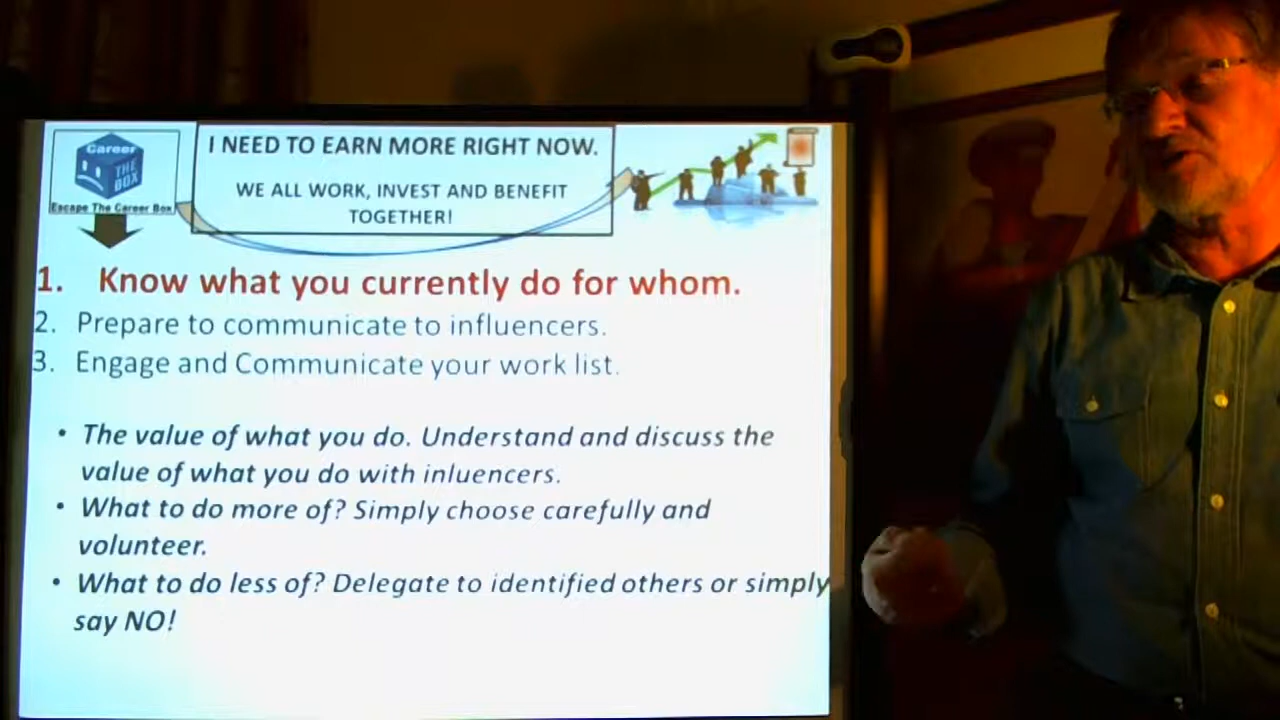 Career
THE
BOX
Escape The Career Box
I NEED TO EARN MORE RIGHT NOW.
WE ALL WORK, INVEST AND BENEFIT
TOGETHER!
1. Know what you currently do for whom.
2. Prepare to communicate to influencers.
3. Engage and Communicate your work list.
• The value of what you do. Understand and discuss the
value of what you do with inluencers.
• What to do more of? Simply choose carefully and
volunteer.
• What to do less of? Delegate to identified others or simply
say NO!